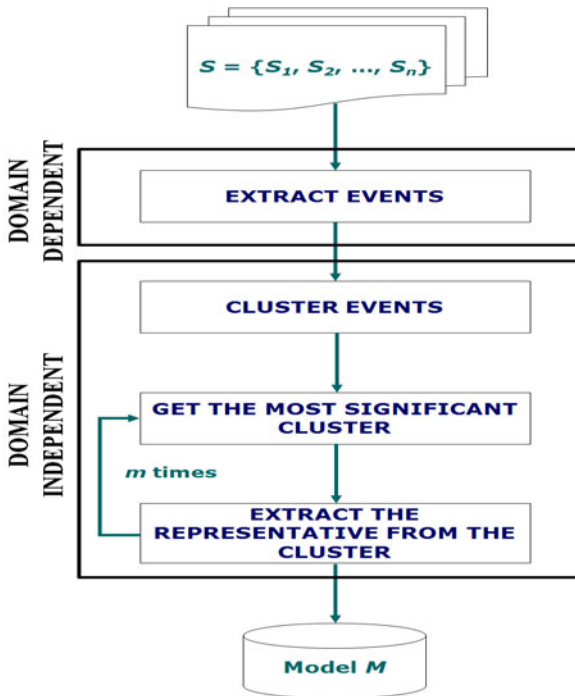 S = {S1, S2, ..., Sn}
DOMAIN
DEPENDENT
EXTRACT EVENTS
DOMAIN
INDEPENDENT
CLUSTER EVENTS
GET THE MOST SIGNIFICANT
CLUSTER
m times
EXTRACT THE
REPRESENTATIVE FROM THE
CLUSTER
Model M